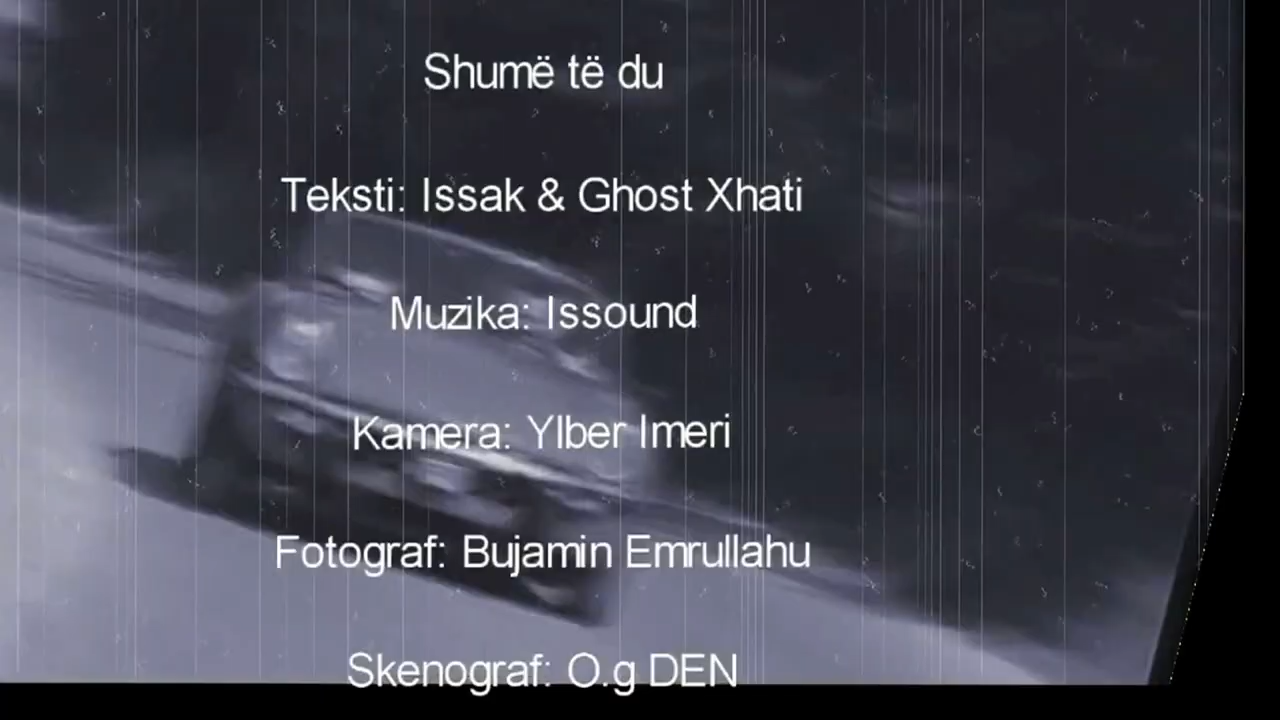 Shumë të du
Teksti: Issak & Ghost Xhati
Muzika: Issound
Kamera: Ylber Imeri
Fotograf: Bujamin Emrullahu
Skenograf: O.g DEN